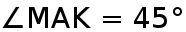 ∠MAK = 45°